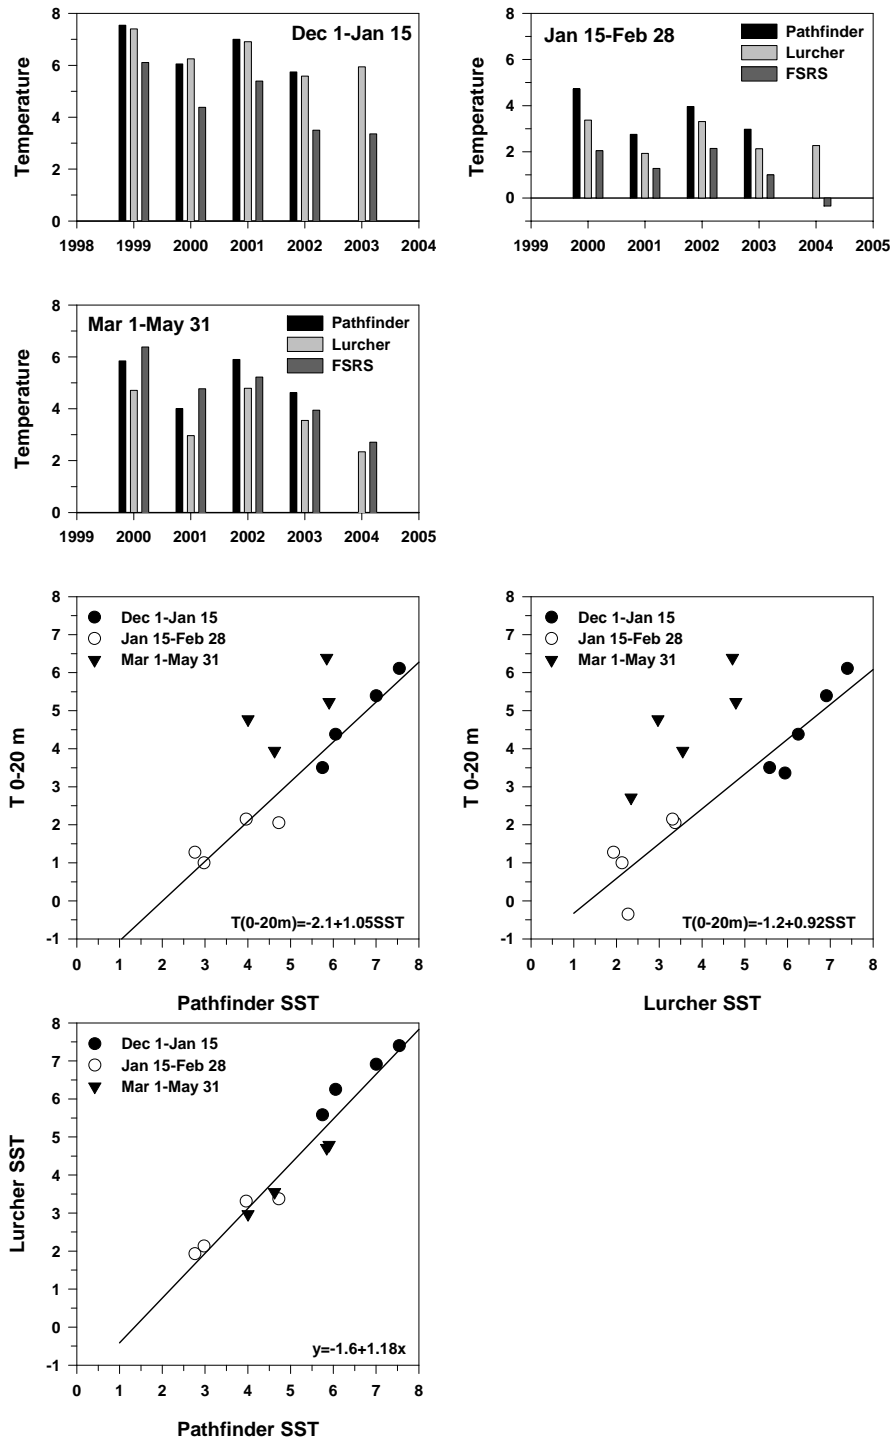 Dec 1-Jan 15
Temperature
8
6
4
2
0
1998 1999 2000 2001 2002 2003 2004
Jan 15-Feb 28
Pathfinder
Lurcher
FSRS
Temperature
8
6
4
2
0
1999 2000 2001 2002 2003 2004 2005
Mar 1-May 31
Pathfinder
Lurcher
FSRS
Temperature
8
6
4
2
0
1999 2000 2001 2002 2003 2004 2005
Dec 1-Jan 15
Jan 15-Feb 28
Mar 1-May 31
T 0-20 m
8
7
6
5
4
3
2
1
0
-1
T(0-20m)=-2.1+1.05SST
0 1 2 3 4 5 6 7 8
Pathfinder SST
Dec 1-Jan 15
Jan 15-Feb 28
Mar 1-May 31
T 0-20 m
8
7
6
5
4
3
2
1
0
-1
T(0-20m)=-1.2+0.92SST
0 1 2 3 4 5 6 7 8
Lurcher SST
Dec 1-Jan 15
Jan 15-Feb 28
Mar 1-May 31
Lurcher SST
8
7
6
5
4
3
2
1
0
-1
y=-1.6+1.18x
0 1 2 3 4 5 6 7 8
Pathfinder SST